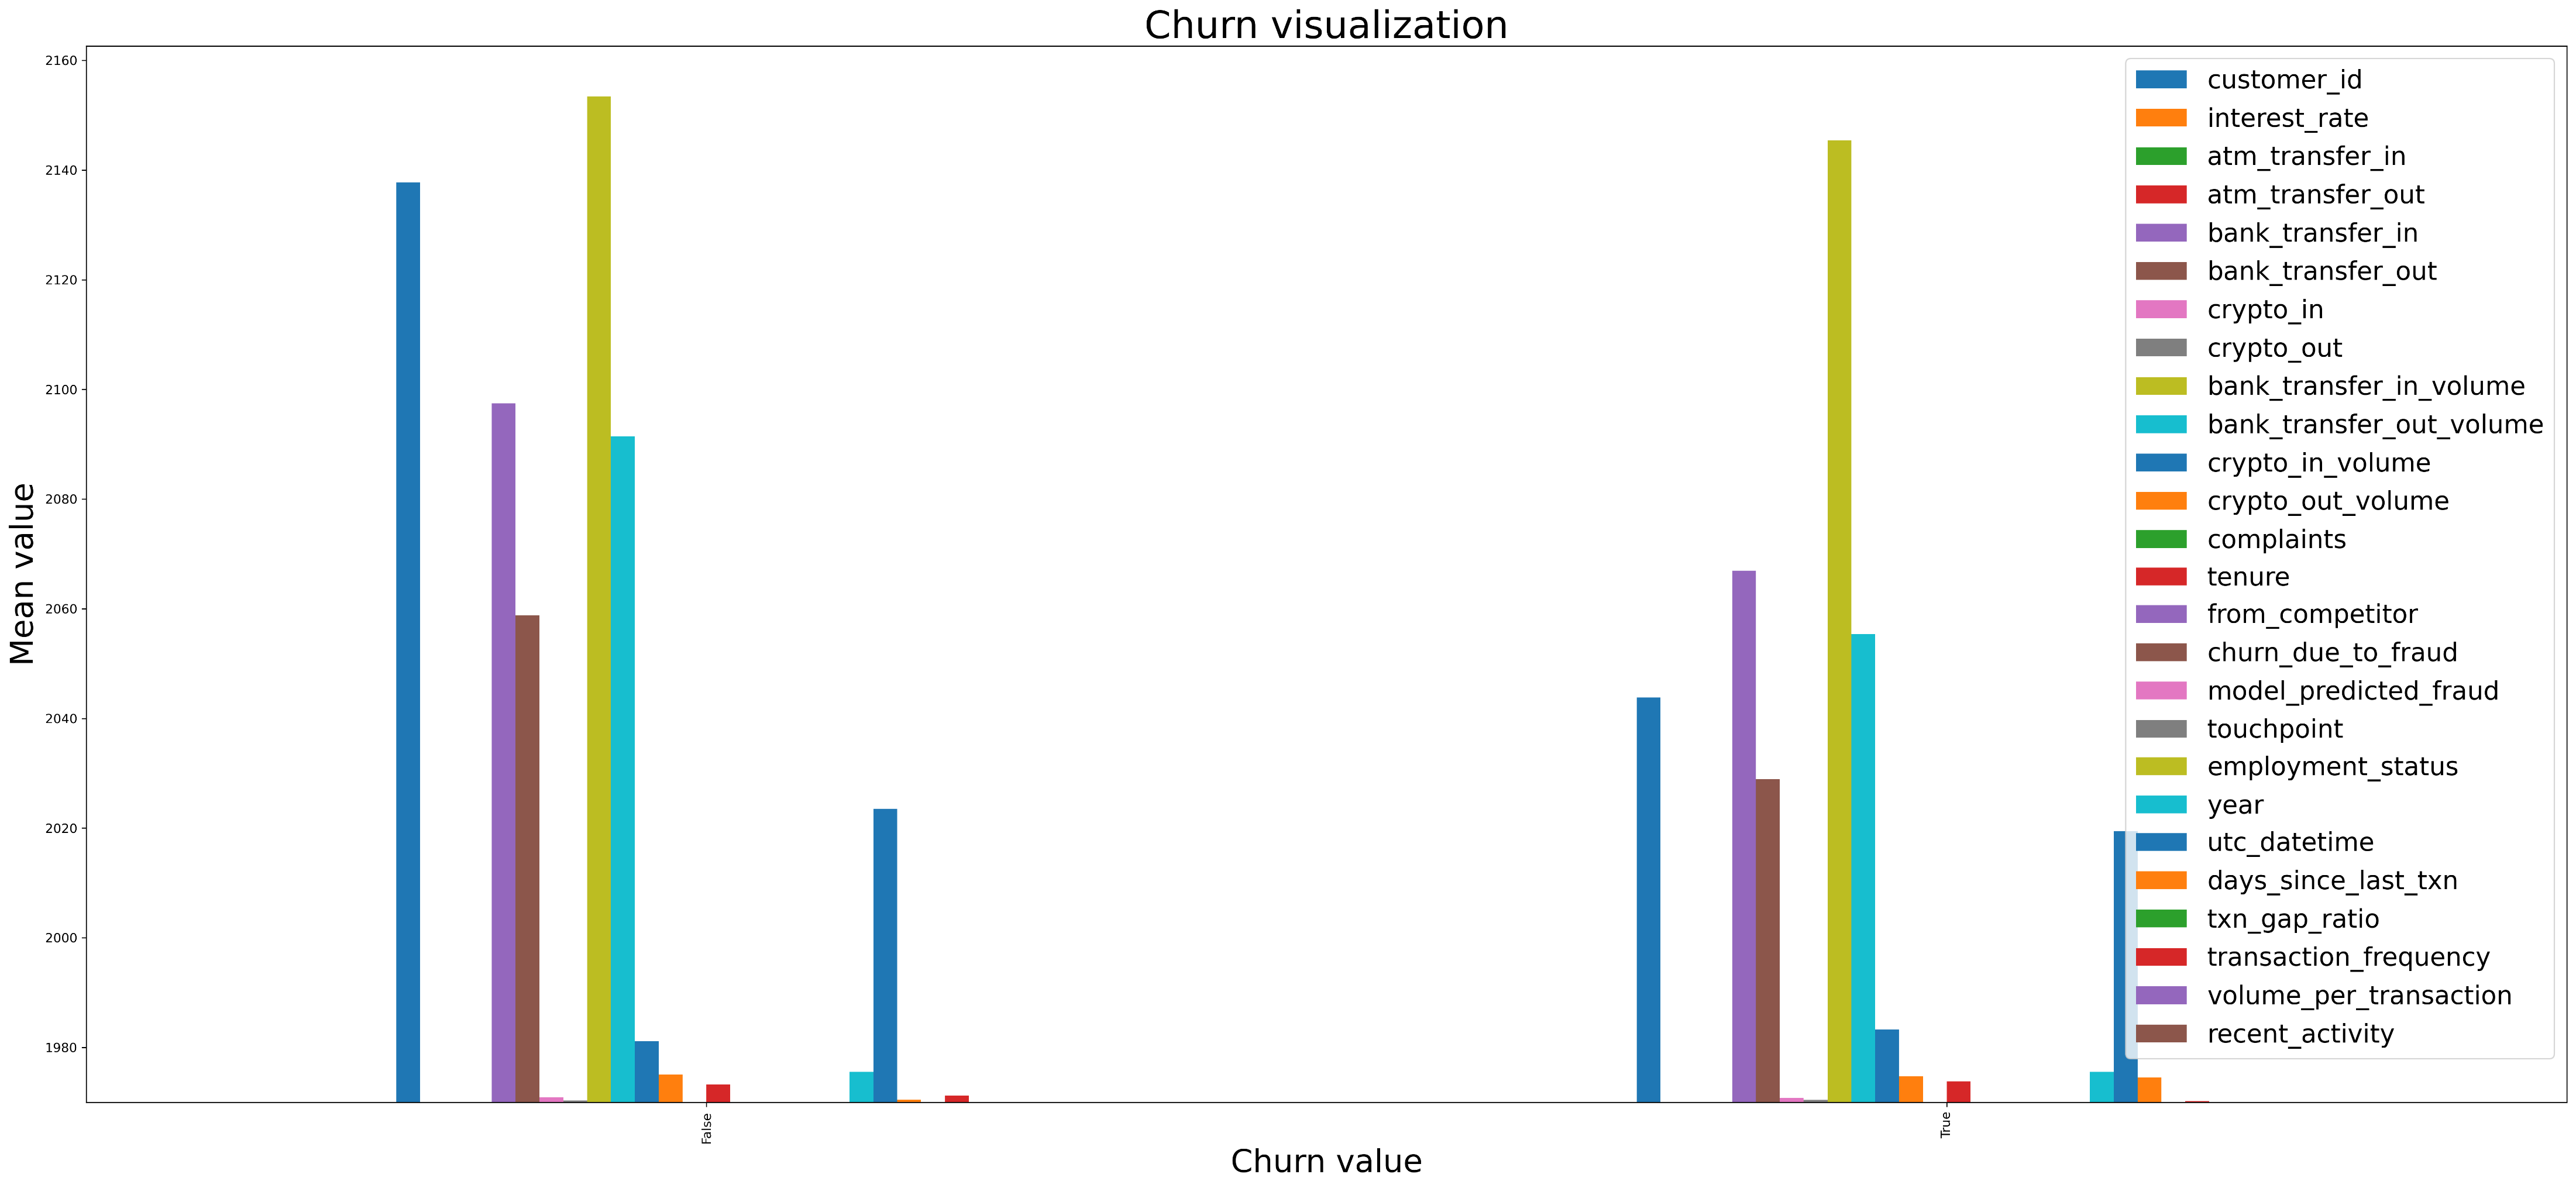 Churn visualization
2160
2140
2120
2100
2080
2060
2040
2020
2000
1980
Mean value
False
True
Churn value
customer_id
interest_rate
atm_transfer_in
atm_transfer_out
bank_transfer_in
bank_transfer_out
crypto_in
crypto_out
bank_transfer_in_volume
bank_transfer_out_volume
crypto_in_volume
crypto_out_volume
complaints
tenure
from_competitor
churn_due_to_fraud
model_predicted_fraud
touchpoint
employment_status
year
utc_datetime
days_since_last_txn
txn_gap_ratio
transaction_frequency
volume_per_transaction
recent_activity